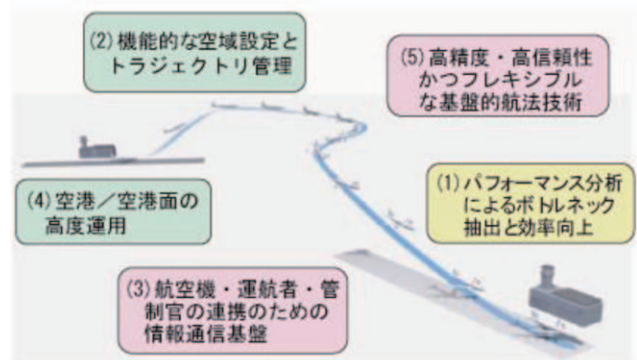 (2) 機能的な空域設定と
トラジェクトリ管理
(5) 高精度・高信頼性
かつフレキシブル
な基盤的航法技術
(4) 空港／空港面の
高度運用
(1) パフォーマンス分析
によるボトルネック
抽出と効率向上
(3) 航空機・運航者・管
制官の連携のための
情報通信基盤